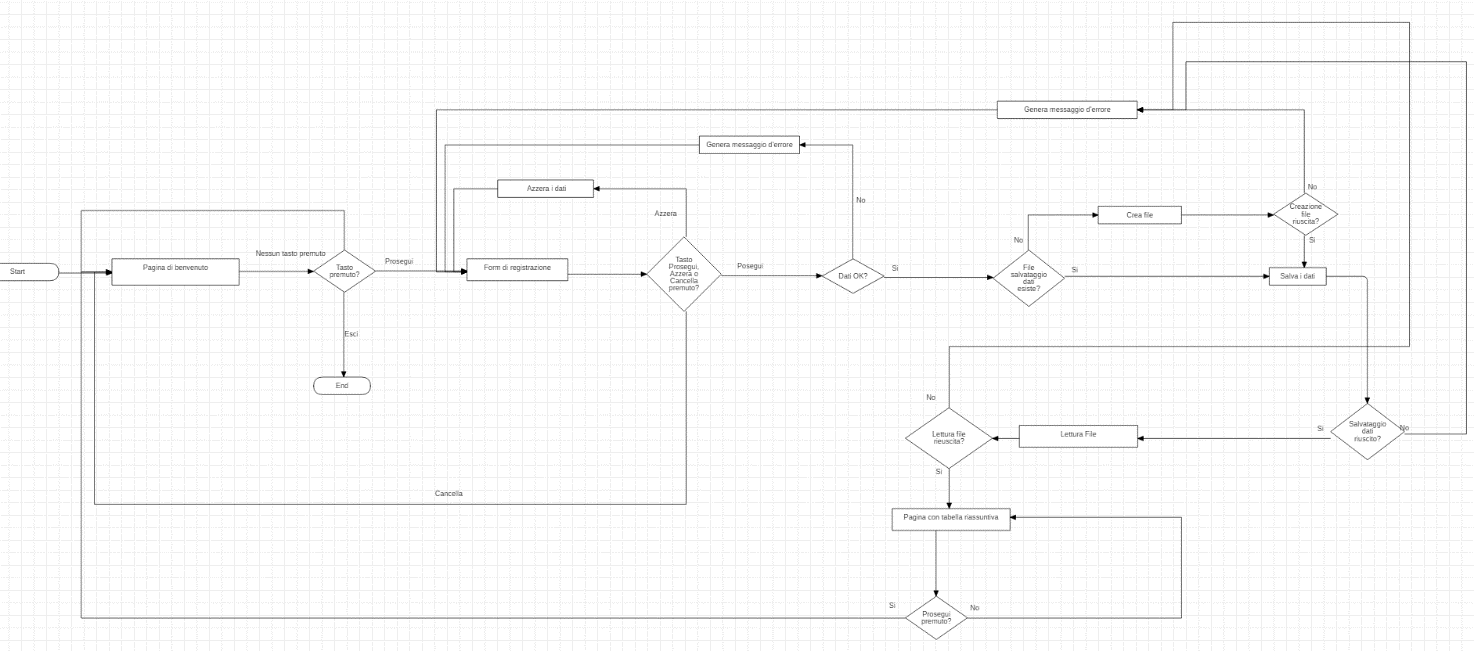 Genera messaggio d'errore
Genera messaggio d'errore
Azzera i dati
No
No
Azzera
Crea file
Creazione
file
riuscita?
No
Si
Nessun tasto premuto
Start
Pagina di benvenuto
Tasto
premuto?
Prosegui
Form di registrazione
Tasto
Prosegui,
Azzera o
Cancella
premuto?
Posegui
Dati OK?
Si
File
salvataggio
dati
esiste?
Si
Salva i dati
Esci
End
No
Lettura file
rieuscita?
Lettura File
Si
Salvataggio
dati
riuscito?
No
Si
Cancella
Pagina con tabella riassuntiva
Si
Prosegui
premuto?
No